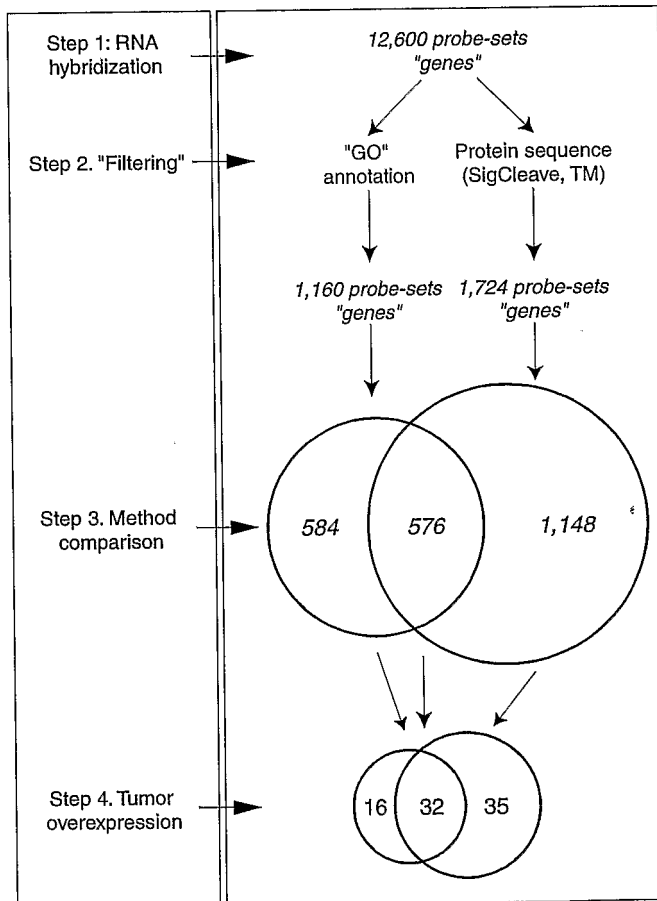 Step 1: RNA
hybridization
12,600 probe-sets
"genes"
Step 2. "Filtering"
"GO"
annotation
Protein sequence
(SigCleave, TM)
1,160 probe-sets
"genes"
1,724 probe-sets
"genes"
Step 3. Method
comparison
584
576
1,148
Step 4. Tumor
overexpression
16
32
35